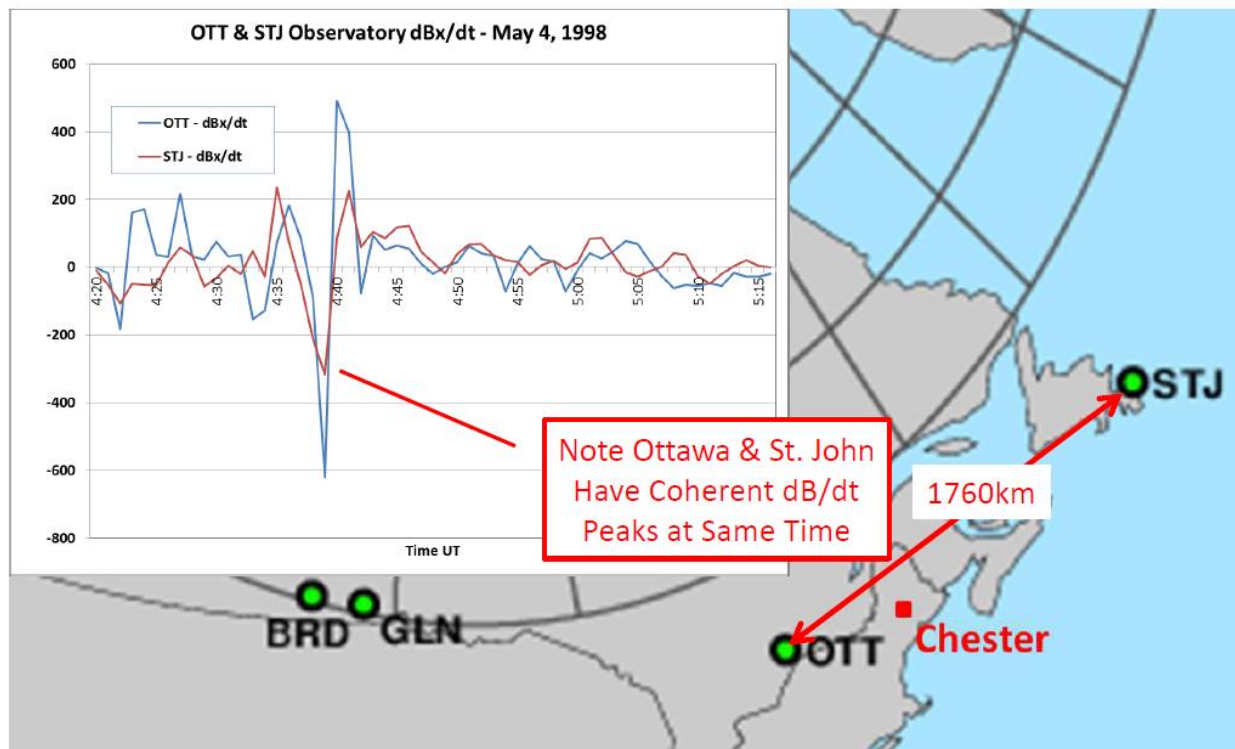 OTT & STJ Observatory dBx/dt - May 4, 1998
600
400
200
0
-200
-400
-600
-800
OTT - dBx/dt
STJ - dBx/dt
4:20
4:25
4:30
4:35
4:40
4:45
4:50
4:55
5:00
5:05
5:10
5:15
Time UT
Note Ottawa & St. John
Have Coherent dB/dt
Peaks at Same Time
STJ
1760km
BRD
GLN
OTT
Chester